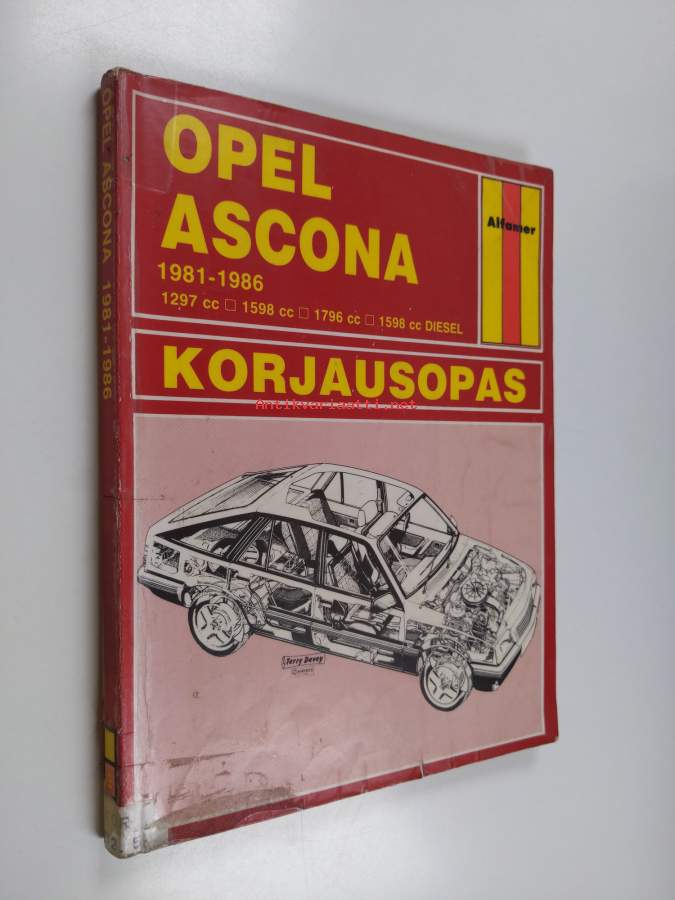 OPEL
ASCONA
1981-1986
1297 cc □ 1598 cc □ 1796 cc □ 1598 cc DIESEL
Alfamer
KORJAUSOPAS
Antikvariaatti.net
Terry Davey
OPEL ASCONA 1981-1986